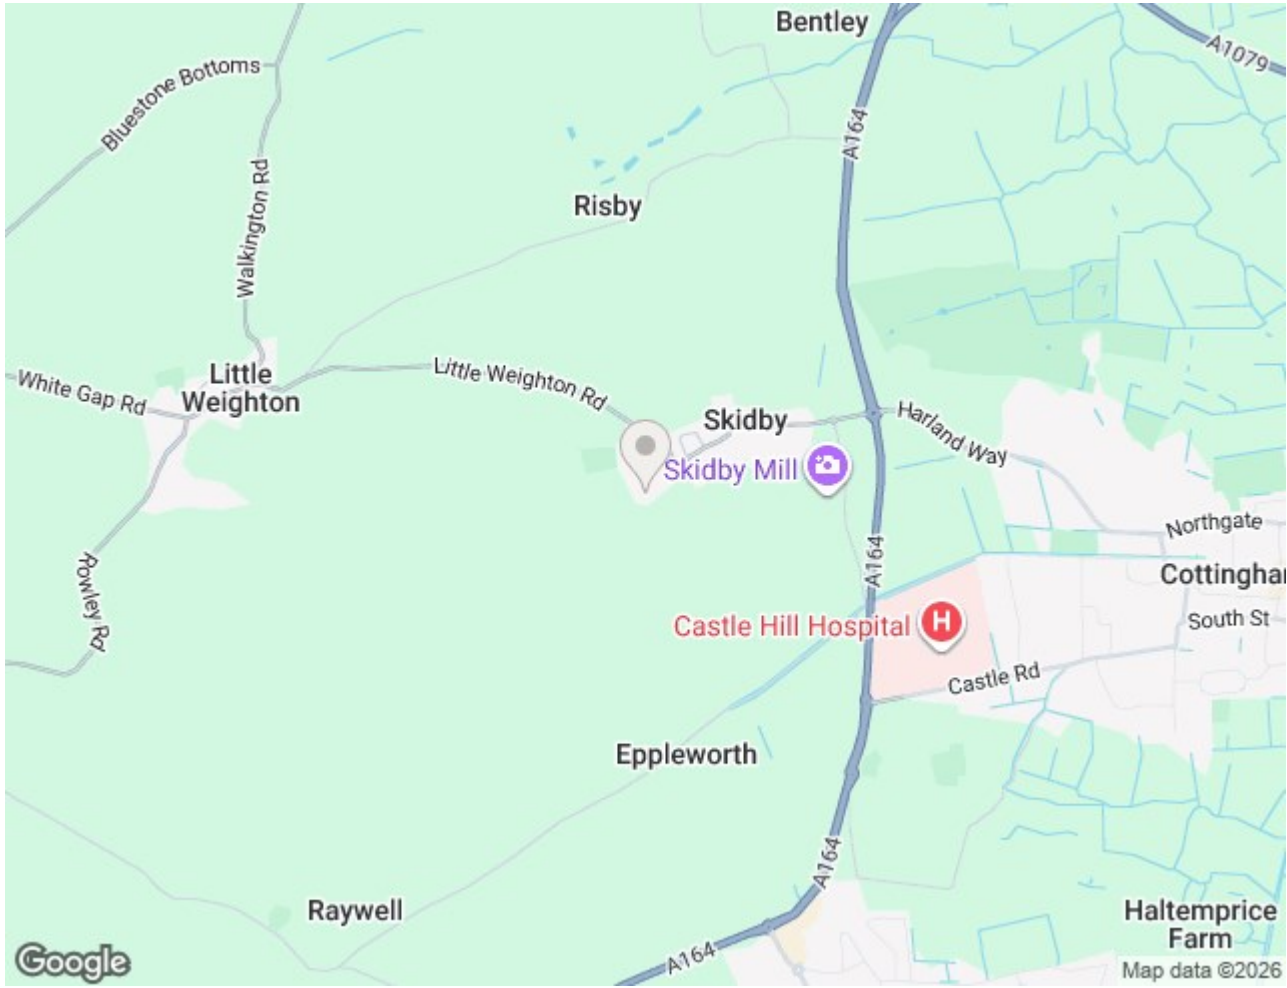 Bentley
A1079
Bluestone Bottoms
A164
Walkington Rd
Risby
Little
Weighton
White Gap Rd
Little Weighton Rd
Skidby
Harland Way
Skidby Mill
Northgate
A164
Cottinghar
Powley Rd
Castle Hill Hospital
H
South St
Castle Rd
Eppleworth
A164
Raywell
Haltemprice
Farm
A164
Google
Map data ©2026